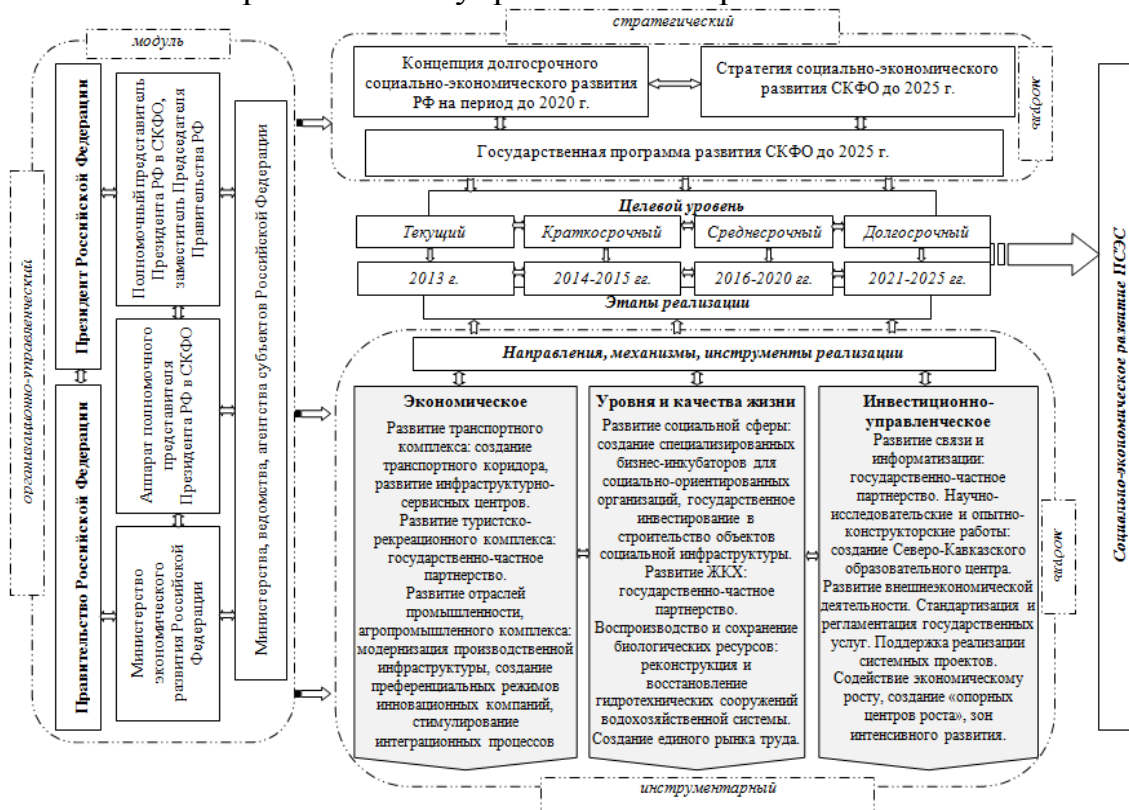 стратегический
модуль
организационно-управленческий
Президент Российской Федерации
Правительство Российской Федерации
Полномочный представитель
Президента РФ в СКФО,
заместитель Председателя
Правительства РФ
Аппарат полномочного
представителя
Президента РФ в СКФО
Министерство
экономического
развития Российской
Федерации
Министерства, ведомства, агентства субъектов Российской Федерации
Концепция долгосрочного
социально-экономического развития
РФ на период до 2020 г.
Стратегия социально-экономического
развития СКФО до 2025 г.
модуль
Государственная программа развития СКФО до 2025 г.
Целевой уровень
Текущий
Краткосрочный
Среднесрочный
Долгосрочный
2013 г.
2014-2015 гг.
2016-2020 гг.
2021-2025 гг.
Этапы реализации
Направления, механизмы, инструменты реализации
Экономическое
Развитие транспортного
комплекса: создание
транспортного коридора,
развитие инфраструктурно-
сервисных центров.
Развитие туристско-
рекреационного комплекса:
государственно-частное
партнерство.
Развитие отраслей
промышленности,
агропромышленного комплекса:
модернизация производственной
инфраструктуры, создание
преференциальных режимов
инновационных компаний,
стимулирование
интеграционных процессов
Уровня и качества жизни
Развитие социальной сферы:
создание специализированных
бизнес-инкубаторов для
социально-ориентированных
организаций, государственное
инвестирование в
строительство объектов
социальной инфраструктуры.
Развитие ЖКХ:
государственно-частное
партнерство.
Воспроизводство и сохранение
биологических ресурсов:
реконструкция и
восстановление
гидротехнических сооружений
водохозяйственной системы.
Создание единого рынка труда.
Инвестиционно-
управленческое
Развитие связи и
информатизации:
государственно-частное
партнерство. Научно-
исследовательские и опытно-
конструкторские работы:
создание Северо-Кавказского
образовательного центра.
Развитие внешнеэкономической
деятельности. Стандартизация и
регламентация государственных
услуг. Поддержка реализации
системных проектов.
Содействие экономическому
росту, создание «опорных
центров роста», зон
интенсивного развития.
модуль
инструментарный
Социально-экономическое развитие ПСЭС